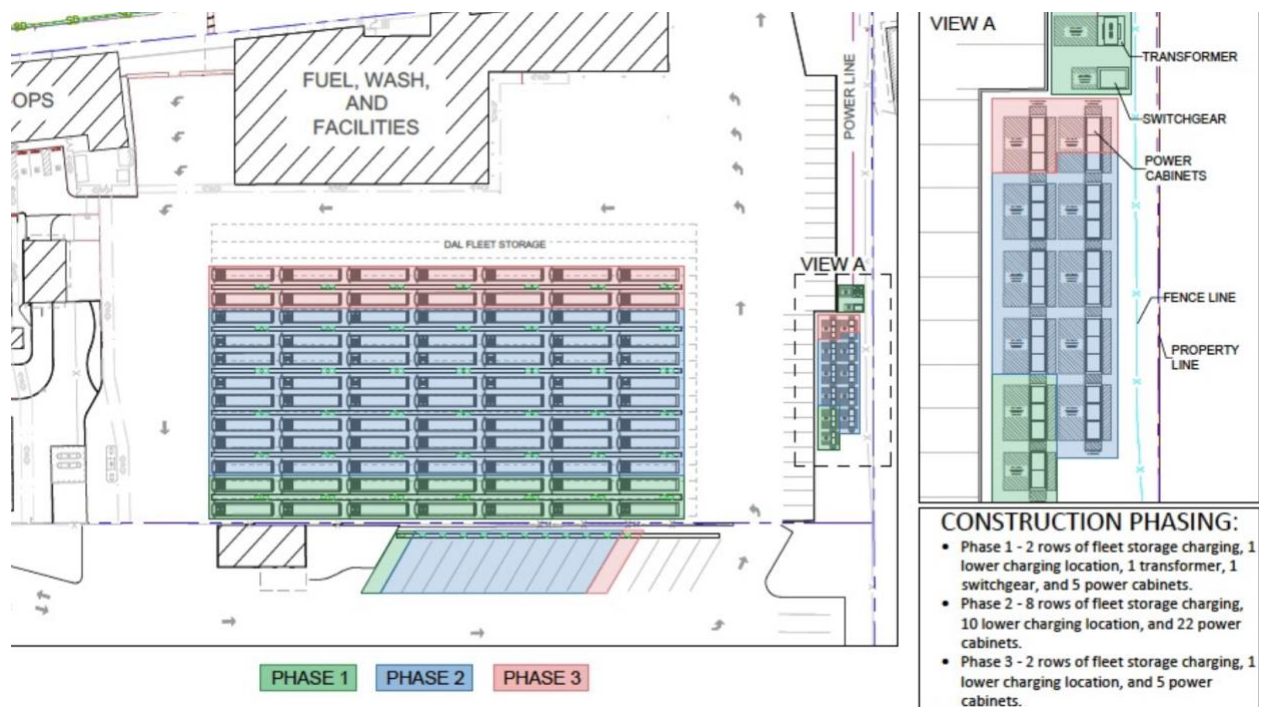 SD
SD
OPS
FUEL, WASH,
AND
FACILITIES
POWER LINE
DAL FLEET STORAGE
VIEW A
PHASE 1
PHASE 2
PHASE 3
VIEW A
TRANSFORMER
SWITCHGEAR
POWER
CABINETS
FENCE LINE
PROPERTY
LINE
CONSTRUCTION PHASING:
• Phase 1 - 2 rows of fleet storage charging, 1
lower charging location, 1 transformer, 1
switchgear, and 5 power cabinets.
• Phase 2 - 8 rows of fleet storage charging,
10 lower charging location, and 22 power
cabinets.
• Phase 3 - 2 rows of fleet storage charging, 1
lower charging location, and 5 power
cabinets.